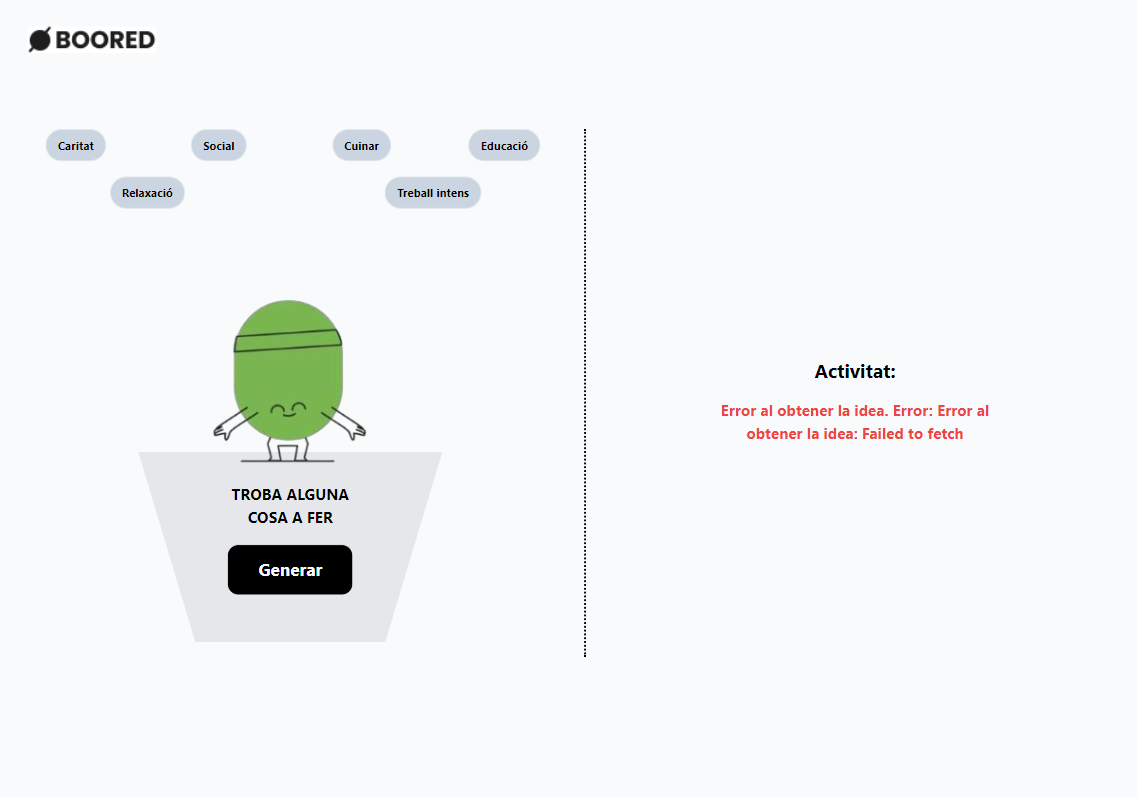 BOORED
Caritat
Social
Cuinar
Educació
Relaxació
Treball intens
TROBA ALGUNA
COSA A FER
Generar
Activitat:
Error al obtener la idea. Error: Error al
obtener la idea: Failed to fetch